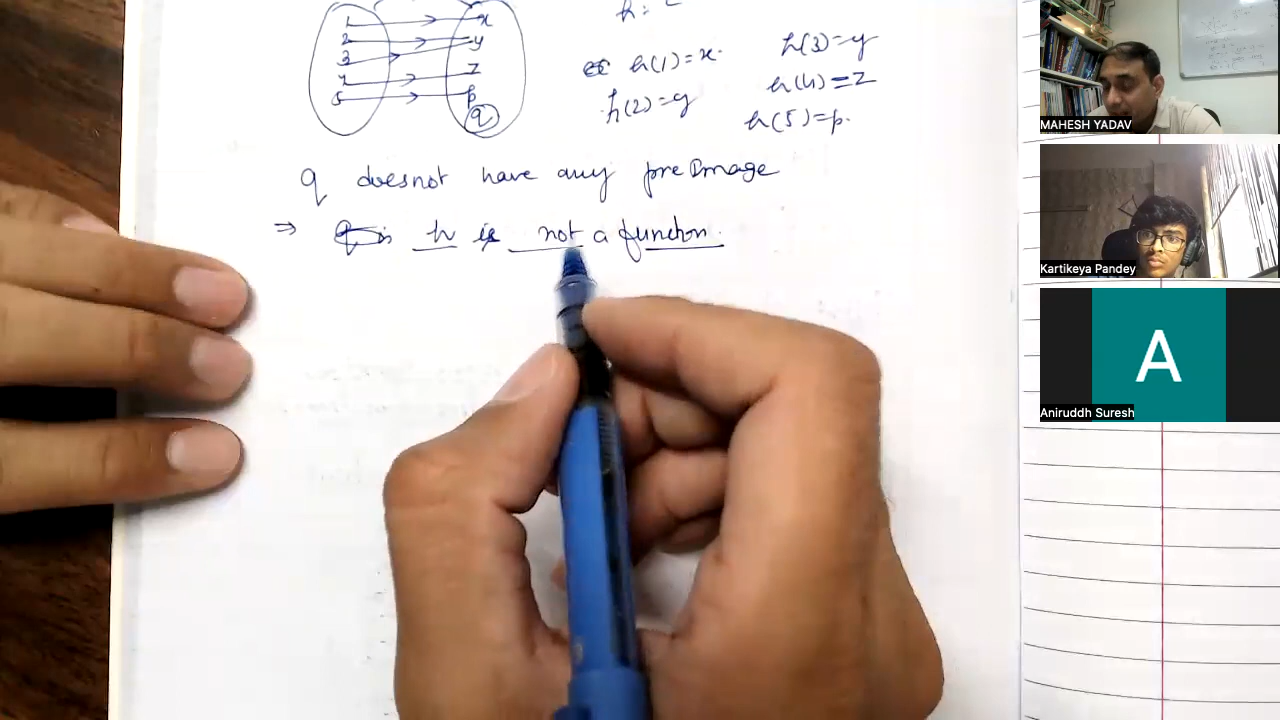 h:
1 x
2 y
3
4 z
5 p
q
h(1)=x.
h(3)=y
h(2)=y
h(4)=z
h(5)=p.
q doesnot have any preImage
⇒ h is not a function.
MAHESH YADAV
Kartikeya Pandey
A
Aniruddh Suresh